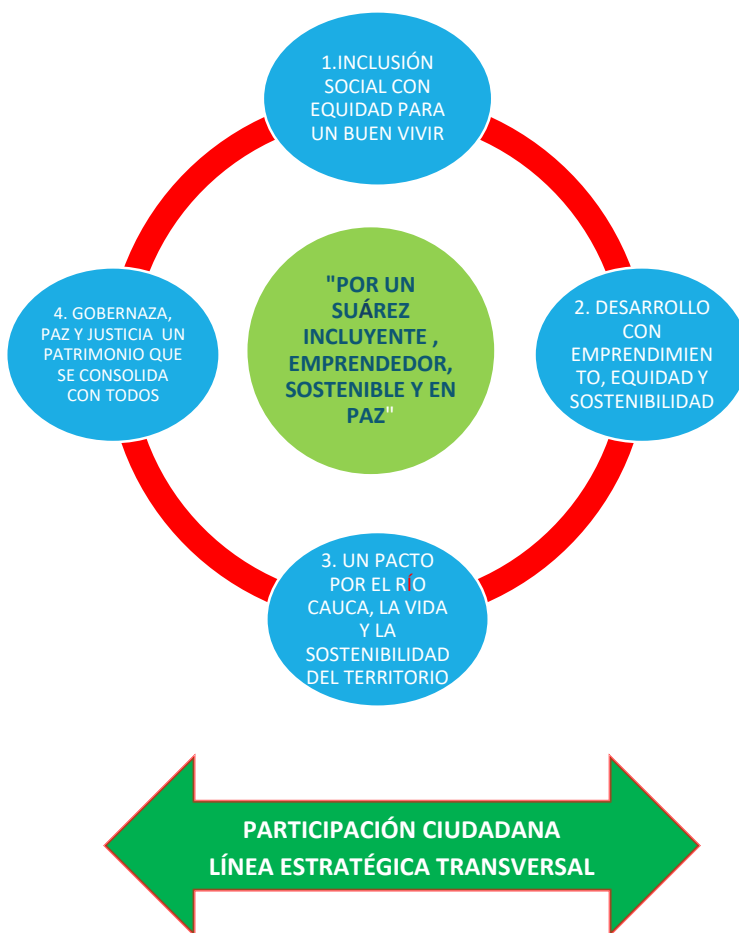 1.INCLUSIÓN
SOCIAL CON
EQUIDAD PARA
UN BUEN VIVIR
"POR UN
SUÁREZ
INCLUYENTE ,
EMPRENDEDOR,
SOSTENIBLE Y EN
PAZ"
2. DESARROLLO
CON
EMPRENDIMIEN
TO, EQUIDAD Y
SOSTENIBILIDAD
3. UN PACTO
POR EL RÍO
CAUCA, LA VIDA
Y LA
SOSTENIBILIDAD
DEL TERRITORIO
4. GOBERNAZA,
PAZ Y JUSTICIA UN
PATRIMONIO QUE
SE CONSOLIDA
CON TODOS
PARTICIPACIÓN CIUDADANA
LÍNEA ESTRATÉGICA TRANSVERSAL